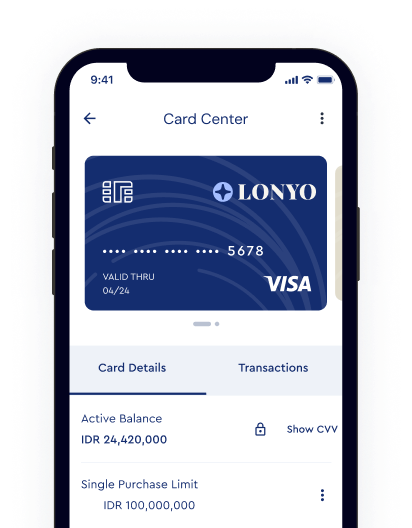 9:41
Card Center
LONYO
•••• •••• •••• •••• 5678
VALID THRU
04/24
VISA
Card Details
Transactions
Active Balance
IDR 24,420,000
Show CVV
Single Purchase Limit
IDR 100,000,000